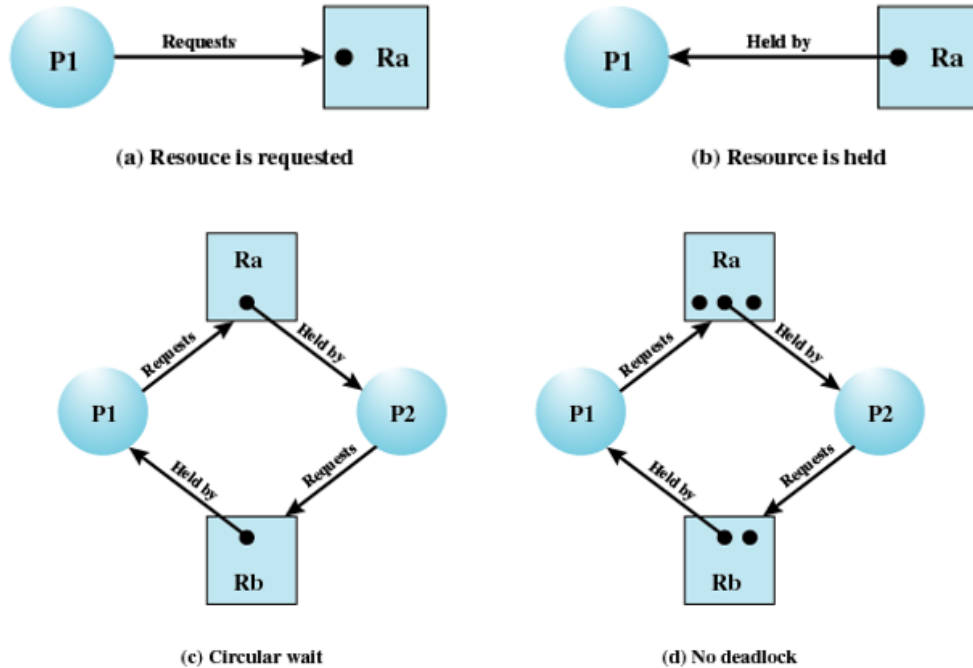 P1 Requests Ra
P1 Held by Ra
(a) Resouce is requested
(b) Resource is held
Ra
Requests Held by
P1 P2
Held by Requests
Rb
(c) Circular wait
Ra
Requests Held by
P1 P2
Held by Requests
Rb
(d) No deadlock